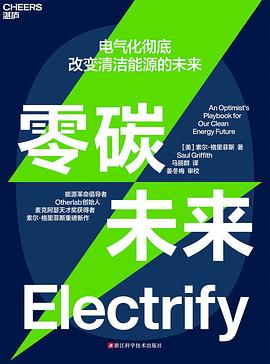 CHEERS
湛庐
电气化彻底
改变清洁能源的未来
An Optimist's
Playbook for
Our Clean
Energy Future
零碳
[美] 索尔·格里菲斯 著
Saul Griffith
马丽群 译
姜冬梅 审校
能源革命倡导者
Otherlab创始人
麦克阿瑟天才奖获得者
索尔·格里菲斯重磅新作
未来
Electrify
浙江科学技术出版社